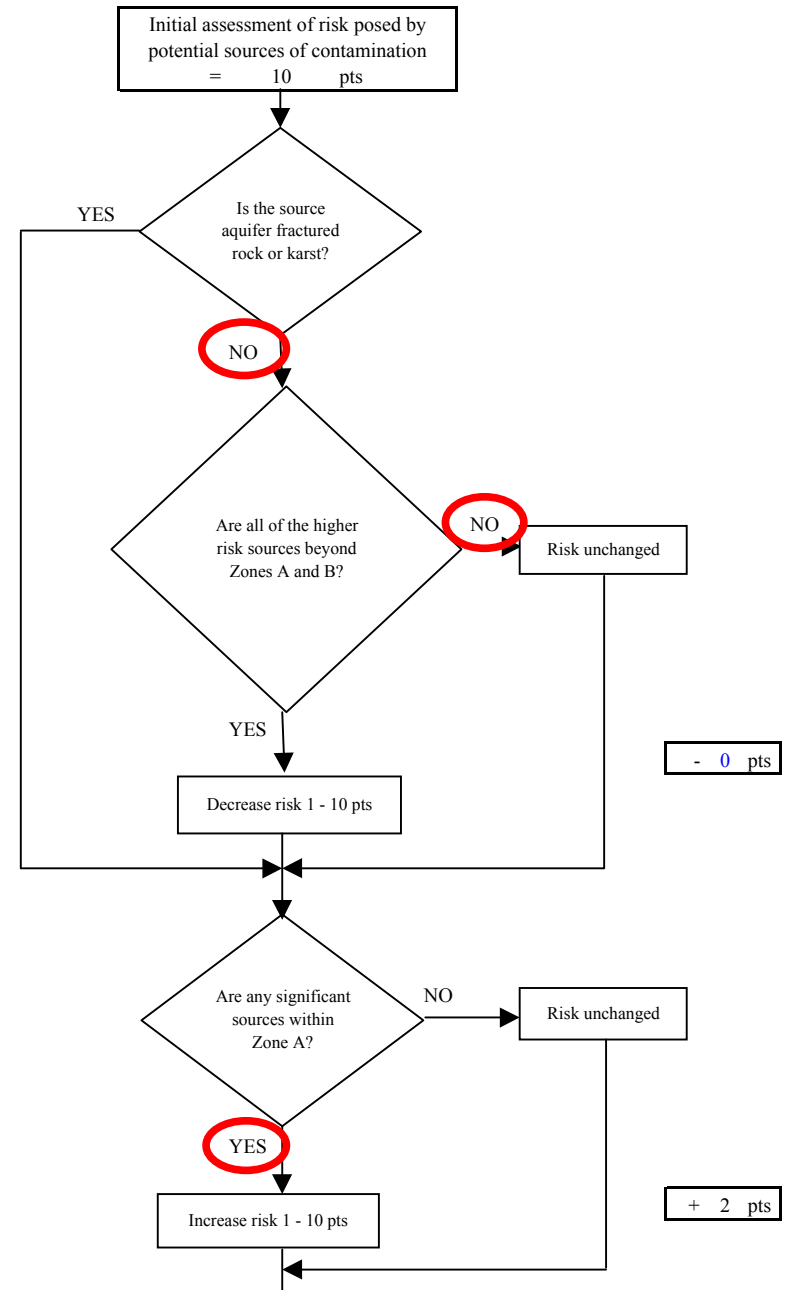 Initial assessment of risk posed by
potential sources of contamination
= 10 pts
YES
Is the source
aquifer fractured
rock or karst?
NO
Are all of the higher
risk sources beyond
Zones A and B?
NO
Risk unchanged
YES
- 0 pts
Decrease risk 1 - 10 pts
Are any significant
sources within
Zone A?
NO
Risk unchanged
YES
Increase risk 1 - 10 pts
+ 2 pts